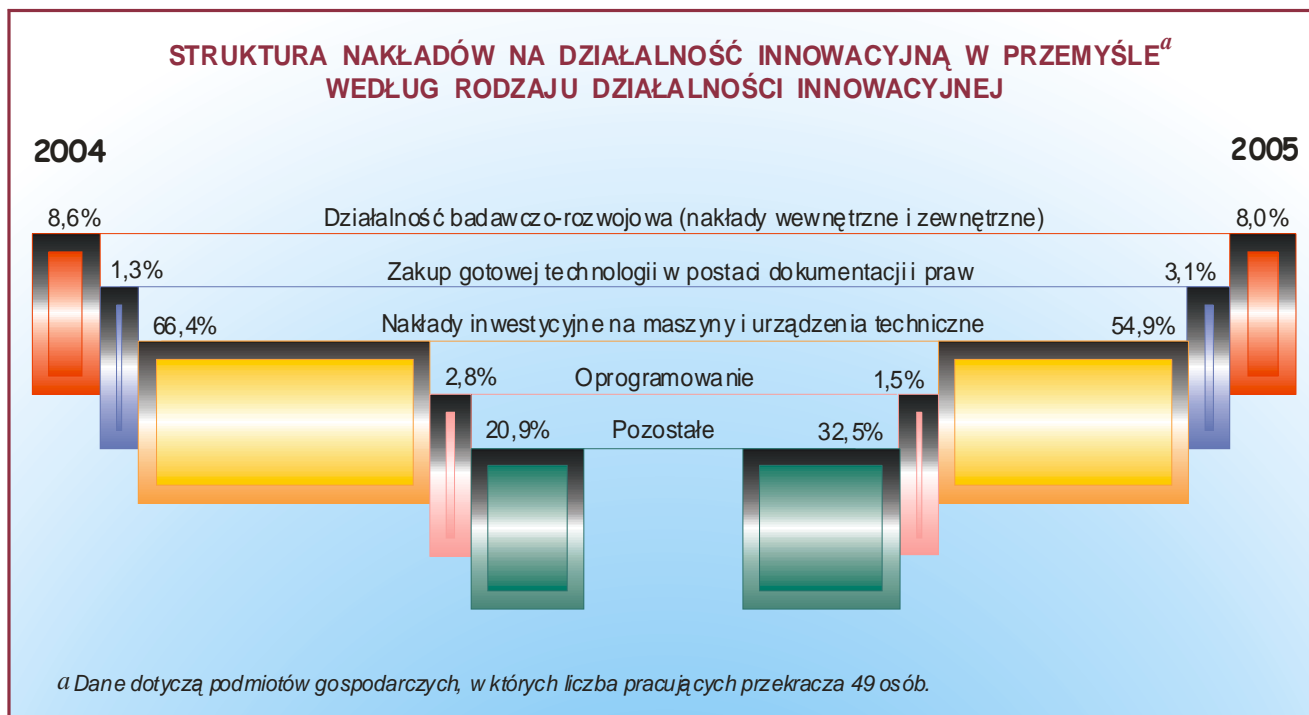 STRUKTURA NAKŁADÓW NA DZIAŁALNOŚĆ INNOWACYJNĄ W PRZEMYŚLE a
WEDŁUG RODZAJU DZIAŁALNOŚCI INNOWACYJNEJ
2004 2005
8,6% Działalność badawczo-rozwojowa (nakłady wewnętrzne i zewnętrzne) 8,0%
1,3% Zakup gotowej technologii w postaci dokumentacji i praw 3,1%
66,4% Nakłady inwestycyjne na maszyny i urządzenia techniczne 54,9%
2,8% Oprogramowanie 1,5%
20,9% Pozostałe 32,5%
a Dane dotyczą podmiotów gospodarczych, w których liczba pracujących przekracza 49 osób.